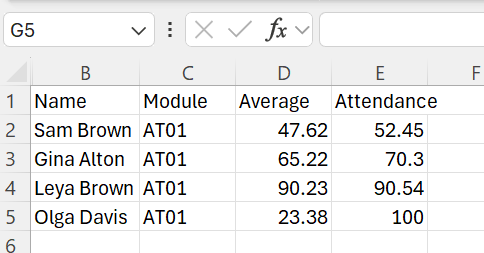 G5 fx
B C D E F
1 Name Module Average Attendance
2 Sam Brown AT01 47.62 52.45
3 Gina Alton AT01 65.22 70.3
4 Leya Brown AT01 90.23 90.54
5 Olga Davis AT01 23.38 100
6